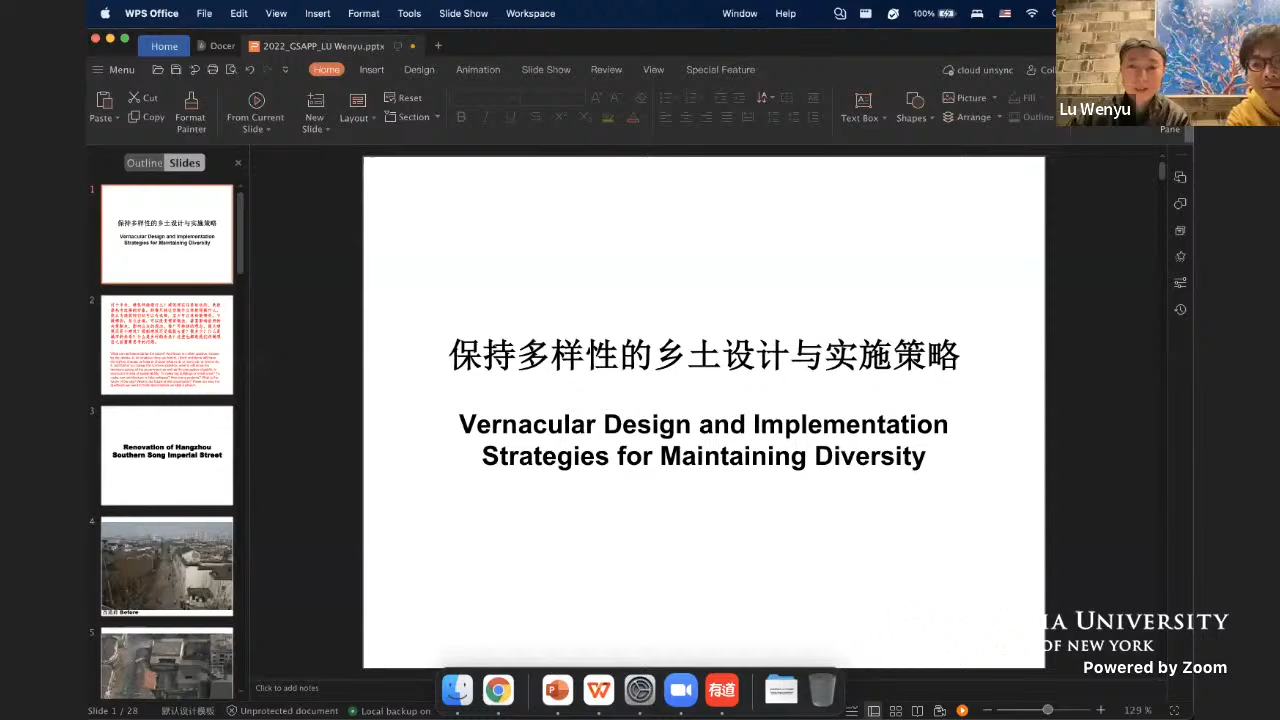 WPS Office File Edit View Insert Format Tools Slide Show Workspace Window Help 100%
Home Docer 2022_GSAPP_LU Wenyu.pptx
Menu Home Insert Design Animation Slide Show Review View Special Feature cloud unsync
Paste Cut Copy Format Painter From Current Slide New Slide Layout Reset Section Text Box Shapes Picture Arrange Fill Outline
Lu Wenyu
Pane
Outline Slides
1
保持多样性的乡土设计与实施策略
Vernacular Design and Implementation
Strategies for Maintaining Diversity
2
3
Renovation of Hangzhou
Southern Song Imperial Street
4
Before
5
保持多样性的乡土设计与实施策略
Vernacular Design and Implementation
Strategies for Maintaining Diversity
UNIVERSITY
OF NEW YORK
Powered by Zoom
Click to add notes
有道
Slide 1 / 28 默认设计模板 Unprotected document Local backup on 129 %